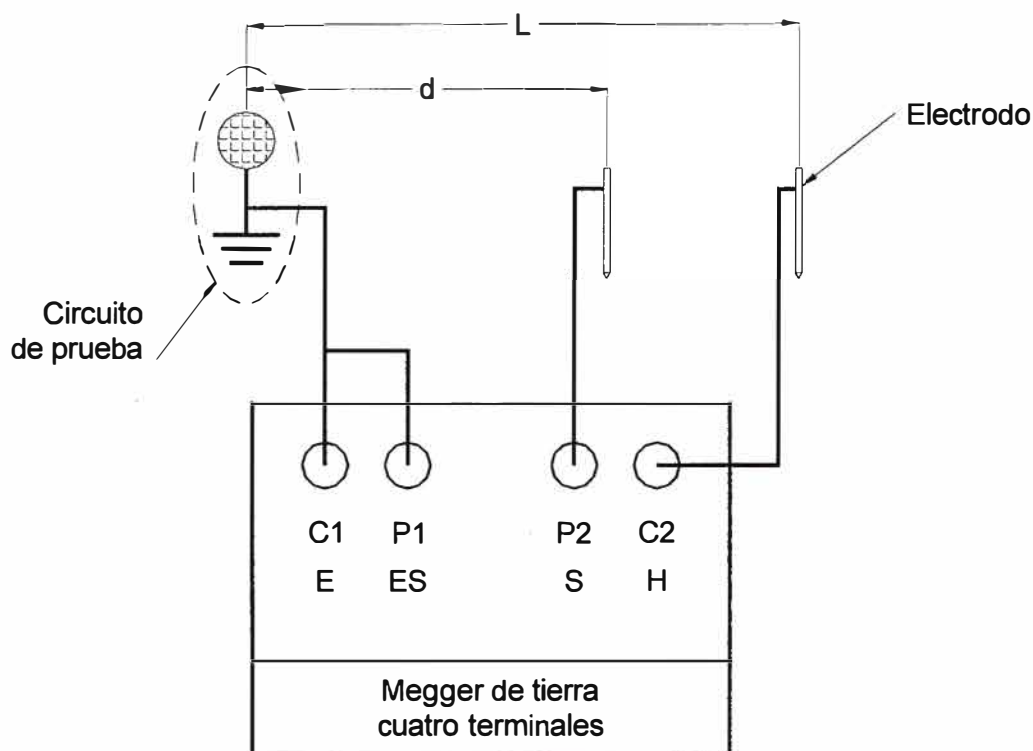 L
d
Electrodo
Circuito
de prueba
C1 P1 P2 C2
E ES S H
Megger de tierra
cuatro terminales